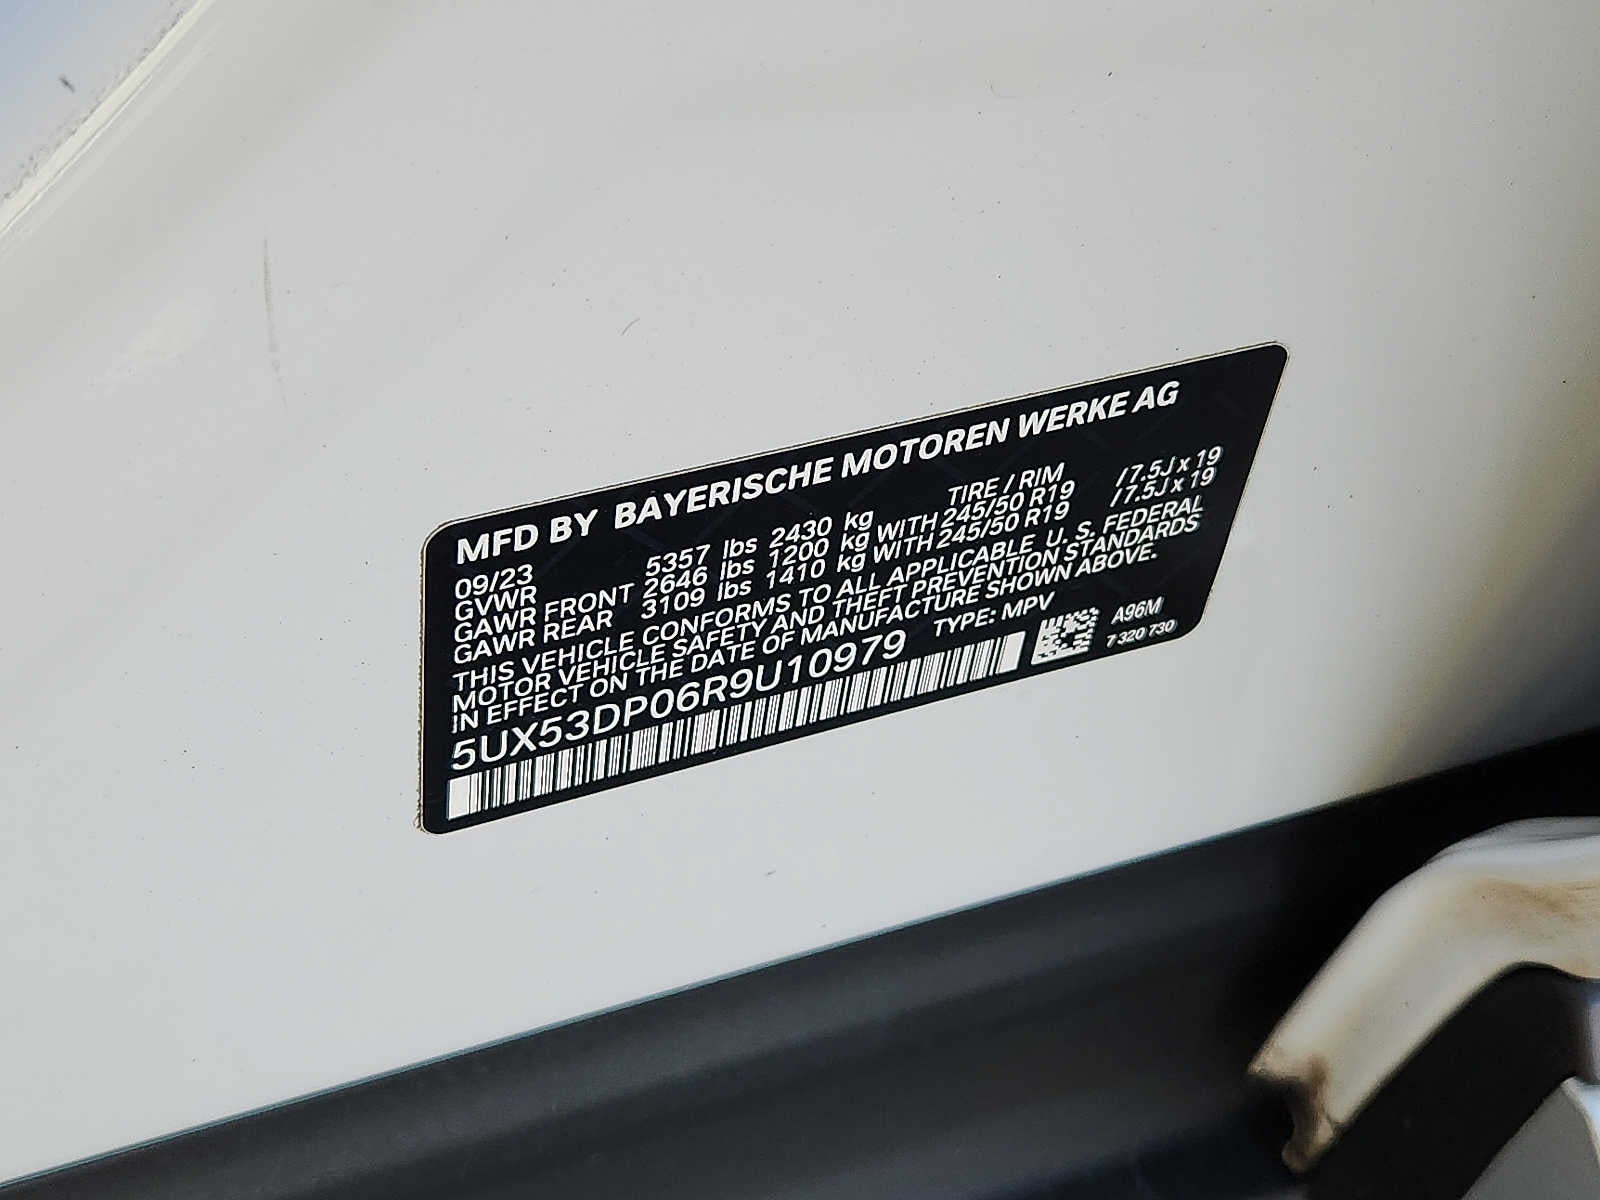 MFD BY BAYERISCHE MOTOREN WERKE AG
09/23 TIRE / RIM
GVWR 5357 lbs 2430 kg
GAWR FRONT 2646 lbs 1200 kg WITH 245/50 R19 /7.5J x 19
GAWR REAR 3109 lbs 1410 kg WITH 245/50 R19 /7.5J x 19
THIS VEHICLE CONFORMS TO ALL APPLICABLE U. S. FEDERAL
MOTOR VEHICLE SAFETY AND THEFT PREVENTION STANDARDS
IN EFFECT ON THE DATE OF MANUFACTURE SHOWN ABOVE.
5UX53DP06R9U10979 TYPE: MPV
A96M
7 320 730